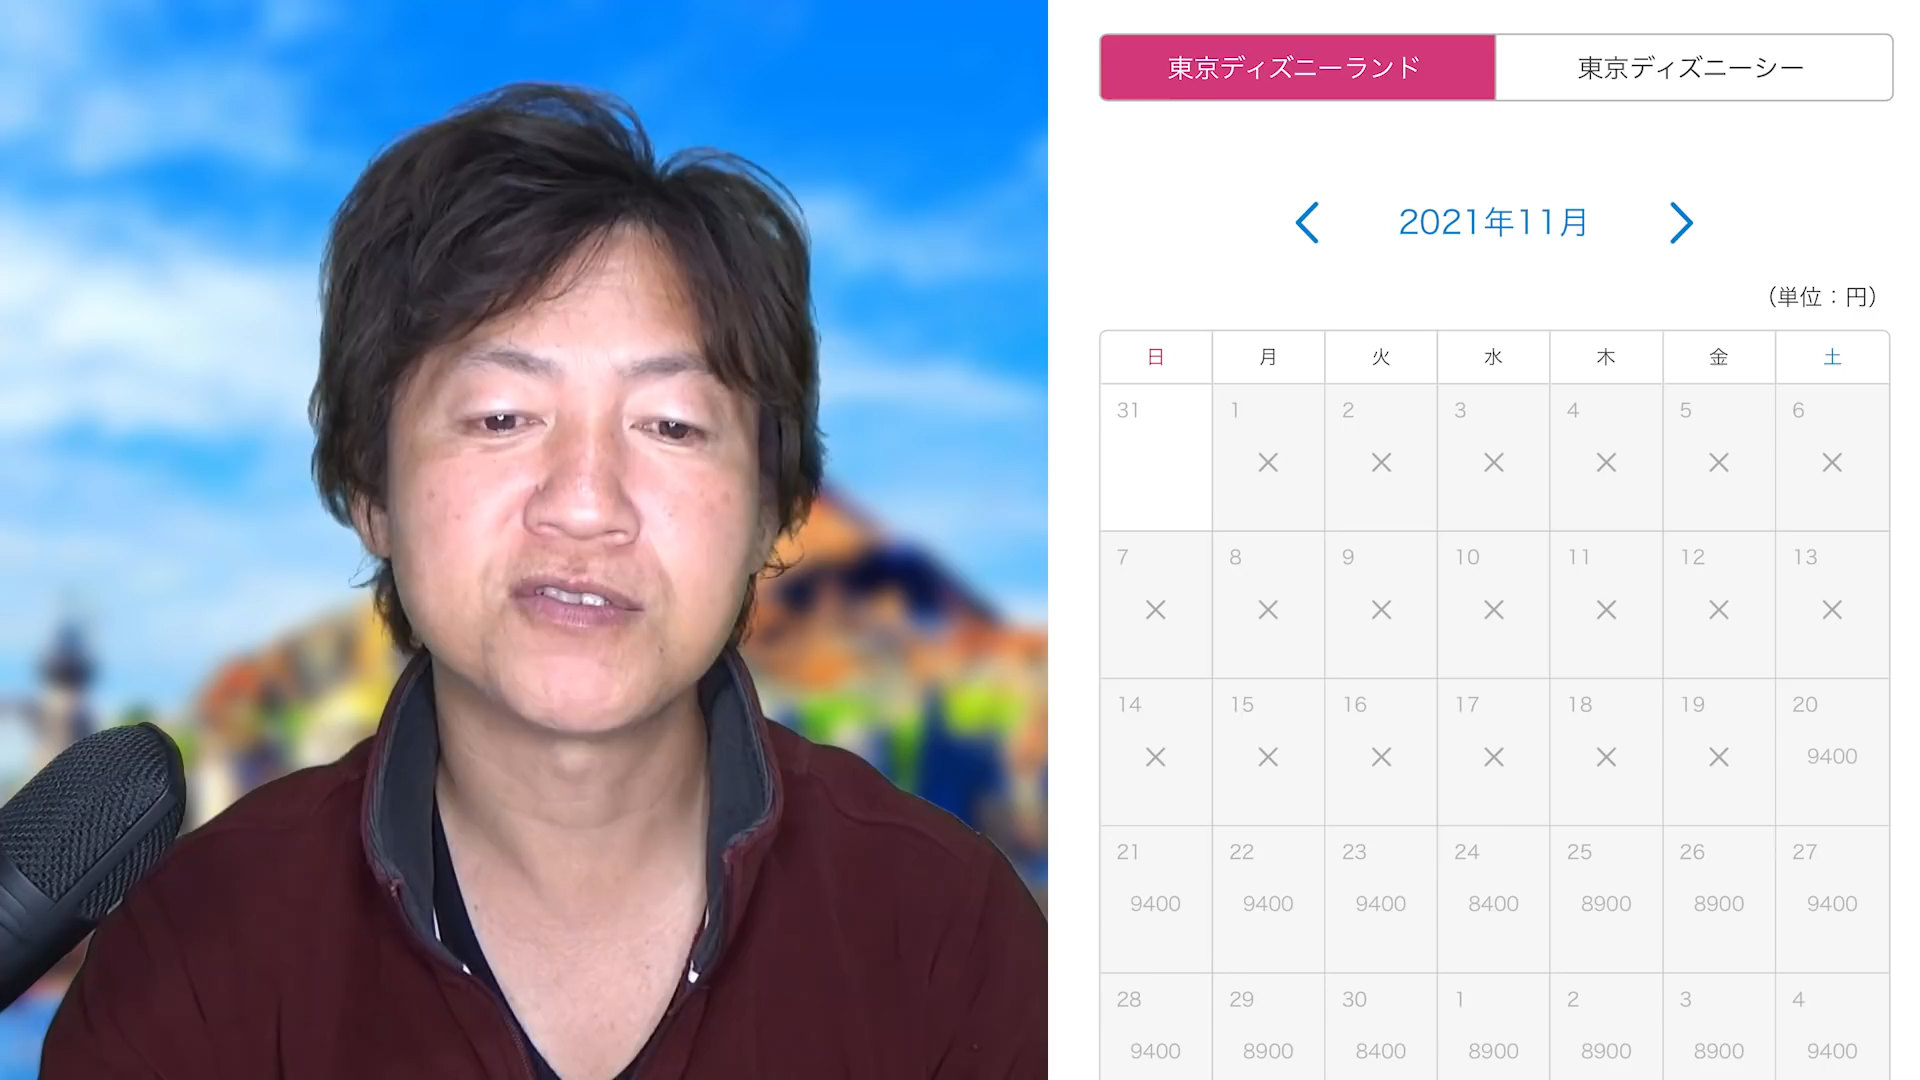 東京ディズニーランド 東京ディズニーシー
2021年11月
（単位：円）
日 月 火 水 木 金 土
31 1 2 3 4 5 6
× × × × × ×
7 8 9 10 11 12 13
× × × × × × ×
14 15 16 17 18 19 20
× × × × × × 9400
21 22 23 24 25 26 27
9400 9400 9400 8400 8900 8900 9400
28 29 30 1 2 3 4
9400 8900 8400 8900 8900 8900 9400